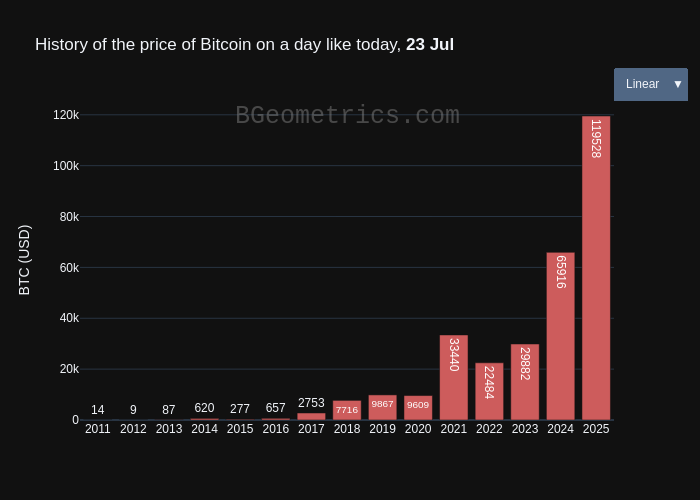 History of the price of Bitcoin on a day like today, 23 Jul
Linear ▼
BGeometrics.com
120k
100k
80k
60k
40k
20k
0
BTC (USD)
14 9 87 620 277 657 2753 7716 9867 9609 33440 22484 29882 65916 119528
2011 2012 2013 2014 2015 2016 2017 2018 2019 2020 2021 2022 2023 2024 2025